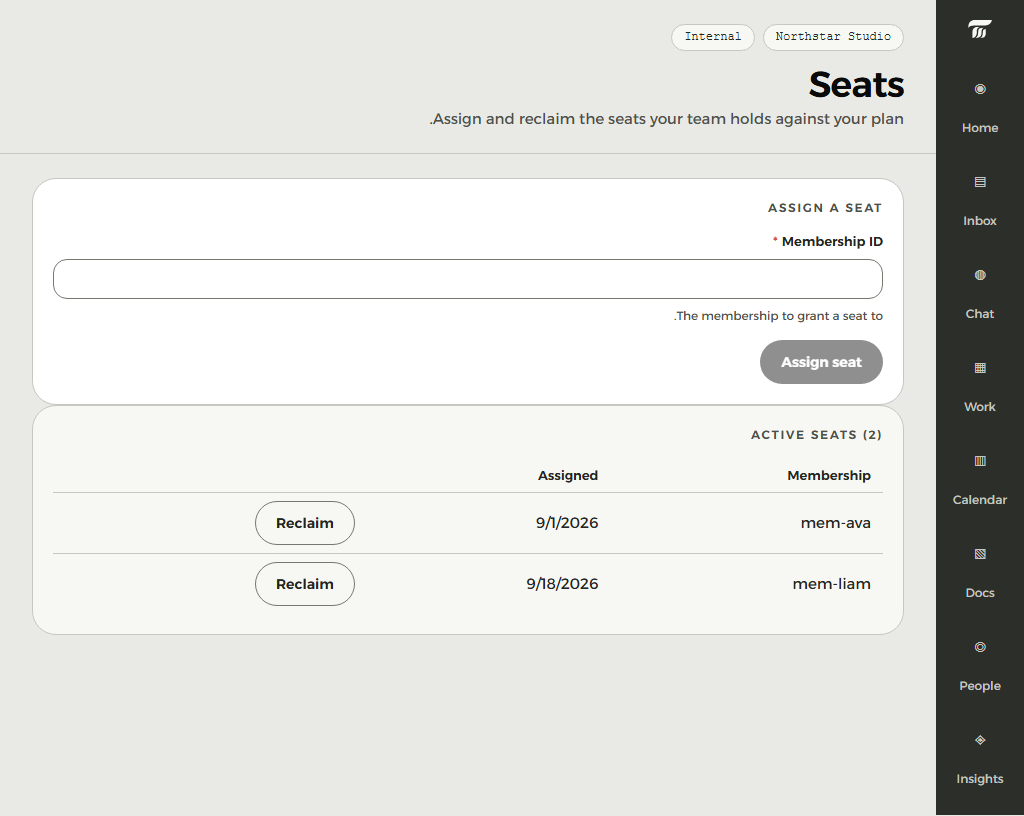 Northstar Studio Internal
Seats
.Assign and reclaim the seats your team holds against your plan
ASSIGN A SEAT
* Membership ID
.The membership to grant a seat to
Assign seat
ACTIVE SEATS (2)
Membership Assigned
mem-ava 9/1/2026 Reclaim
mem-liam 9/18/2026 Reclaim
Home
Inbox
Chat
Work
Calendar
Docs
People
Insights